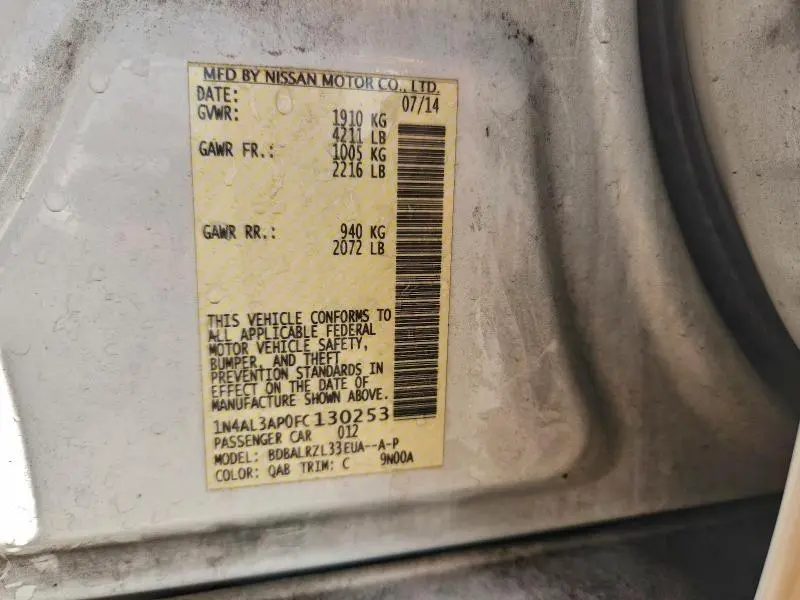 MFD BY NISSAN MOTOR CO., LTD.
DATE: 07/14
GVWR: 1910 KG
4211 LB
GAWR FR.: 1005 KG
2216 LB
GAWR RR.: 940 KG
2072 LB
THIS VEHICLE CONFORMS TO
ALL APPLICABLE FEDERAL
MOTOR VEHICLE SAFETY,
BUMPER, AND THEFT
PREVENTION STANDARDS IN
EFFECT ON THE DATE OF
MANUFACTURE SHOWN ABOVE.
1N4AL3AP0FC130253
PASSENGER CAR 012
MODEL: BDBALRZL33EUA--A-P
COLOR: QAB TRIM: C 9N00A